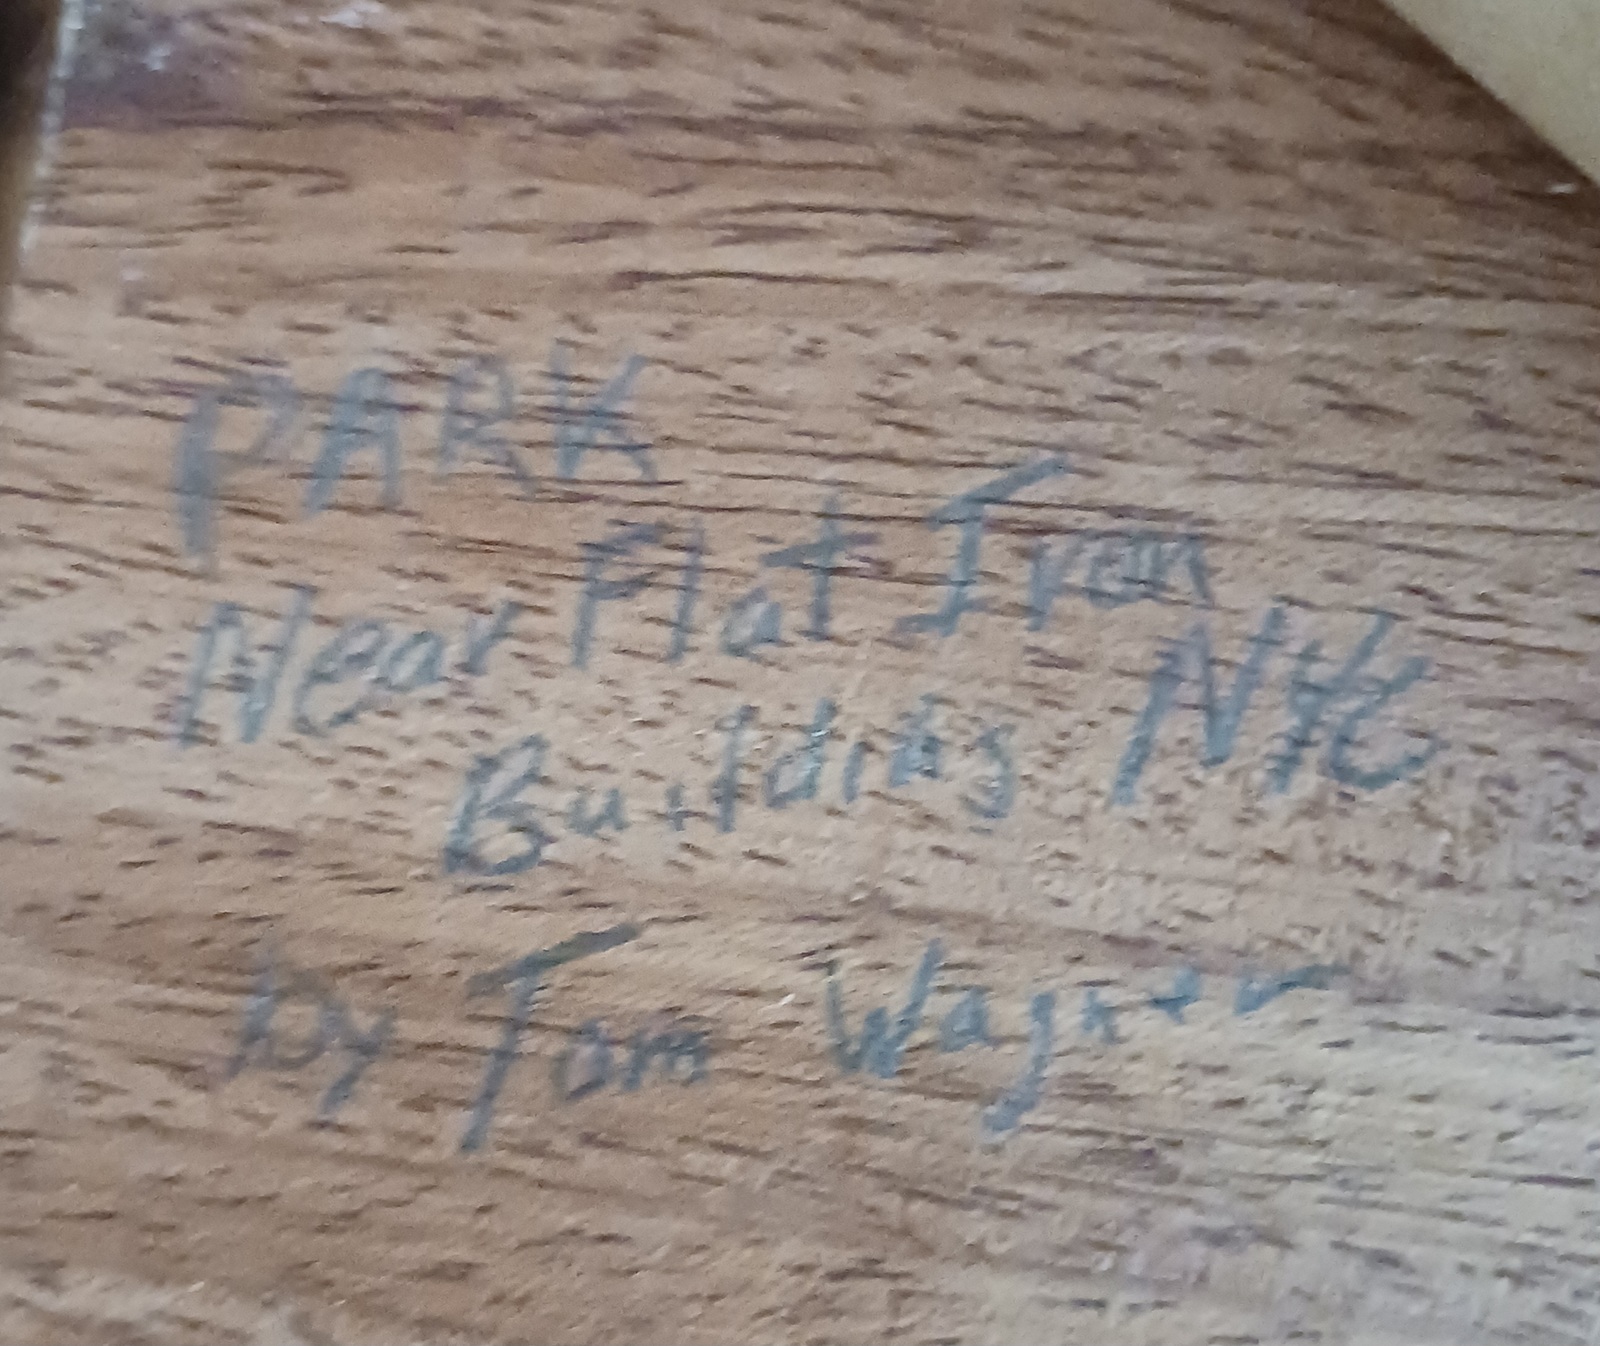 PARK
Near Flat Iron
Building NYC
by Tom Wagner